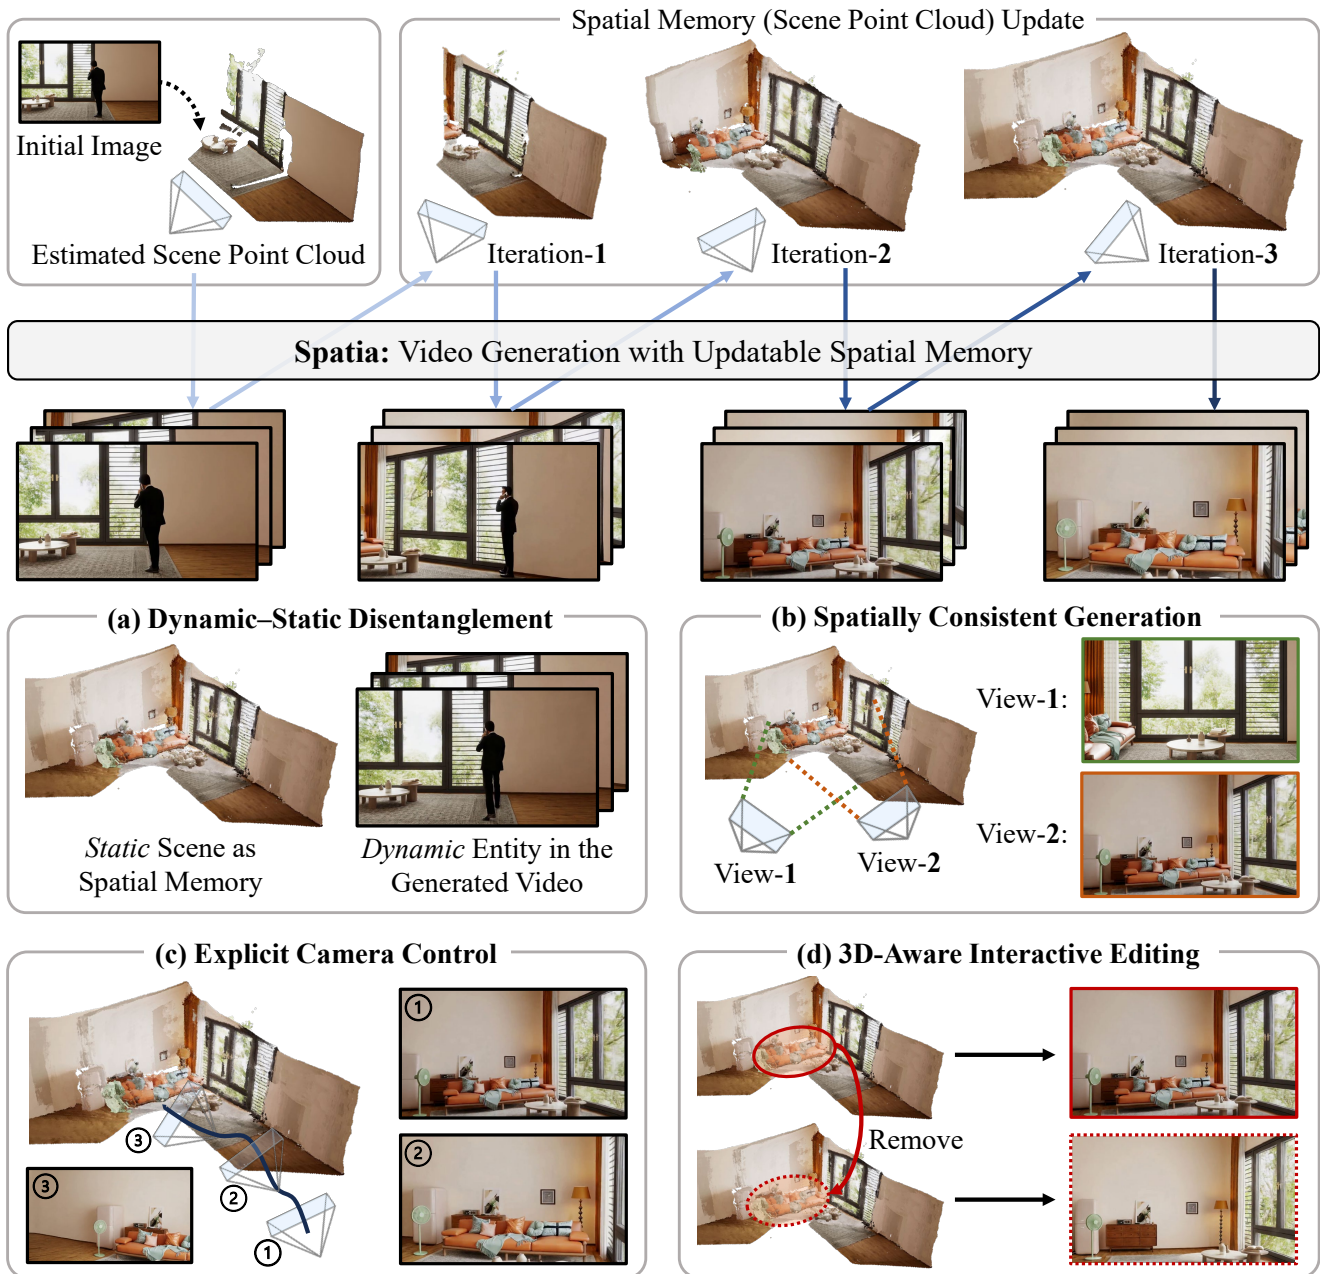 Spatial Memory (Scene Point Cloud) Update
Initial Image
Estimated Scene Point Cloud
Iteration-1
Iteration-2
Iteration-3
Spatia: Video Generation with Updatable Spatial Memory
(a) Dynamic–Static Disentanglement
Static Scene as
Spatial Memory
Dynamic Entity in the
Generated Video
(b) Spatially Consistent Generation
View-1:
View-2:
View-1
View-2
(c) Explicit Camera Control
①
②
③
③
②
①
(d) 3D-Aware Interactive Editing
Remove